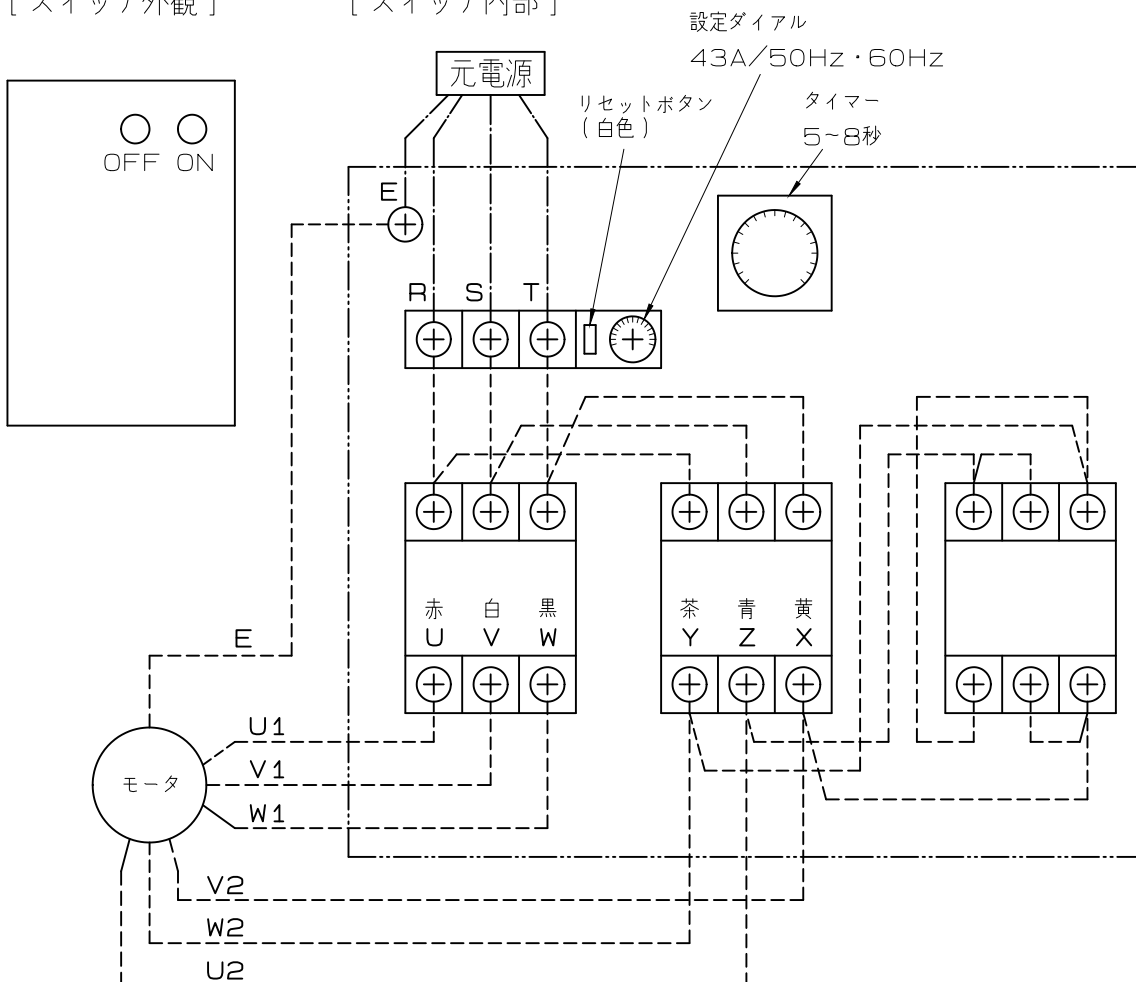 [ スイッチ外観 ]
[ スイッチ内部 ]
設定ダイアル
43A/50Hz・60Hz
元電源
リセットボタン
(白色)
タイマー
5~8秒
OFF ON
E
R S T
赤 白 黒
U V W
茶 青 黄
Y Z X
E
U1
V1
モータ
W1
V2
W2
U2